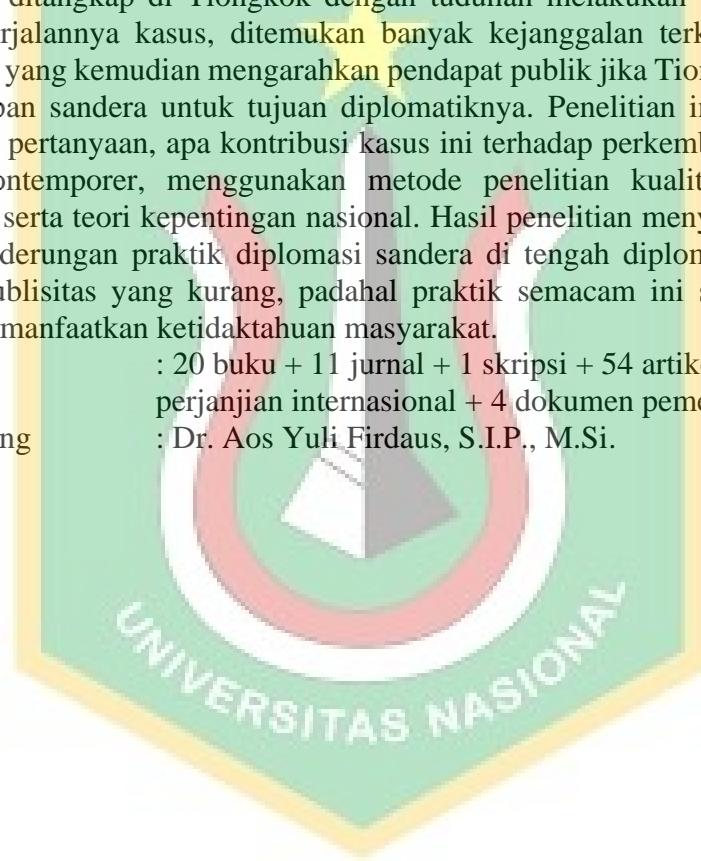 ditangkap di Tiongkok dengan tuduhan melakukan
rjalannya kasus, ditemukan banyak kejanggalan terk
yang kemudian mengarahkan pendapat publik jika Tion
pan sandera untuk tujuan diplomatiknya. Penelitian in
pertanyaan, apa kontribusi kasus ini terhadap perkemb
ontemporer, menggunakan metode penelitian kualit
serta teori kepentingan nasional. Hasil penelitian meny
derungan praktik diplomasi sandera di tengah diplom
ublisitas yang kurang, padahal praktik semacam ini s
manfaatkan ketidaktahuan masyarakat.
: 20 buku + 11 jurnal + 1 skripsi + 54 artike
perjanjian internasional + 4 dokumen peme
ng : Dr. Aos Yuli Firdaus, S.I.P., M.Si.
UNIVERSITAS NASIONAL